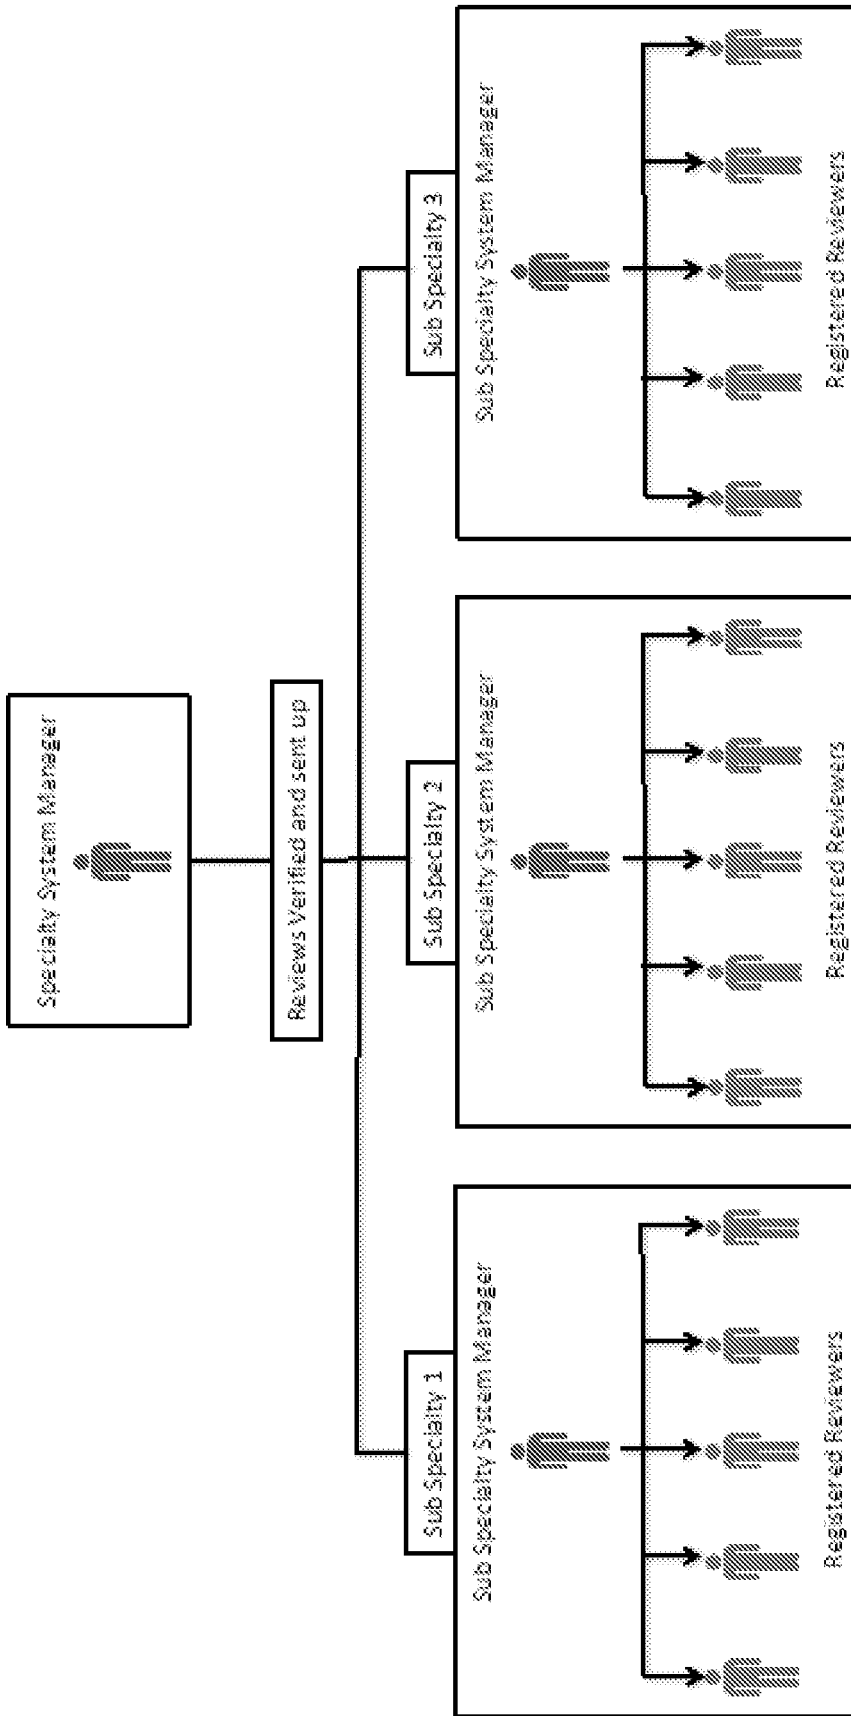 Specialty System Manager
Reviews Verified and sent up
Sub Specialty 1
Sub Specialty System Manager
Registered Reviewers
Sub Specialty 2
Sub Specialty System Manager
Registered Reviewers
Sub Specialty 3
Sub Specialty System Manager
Registered Reviewers